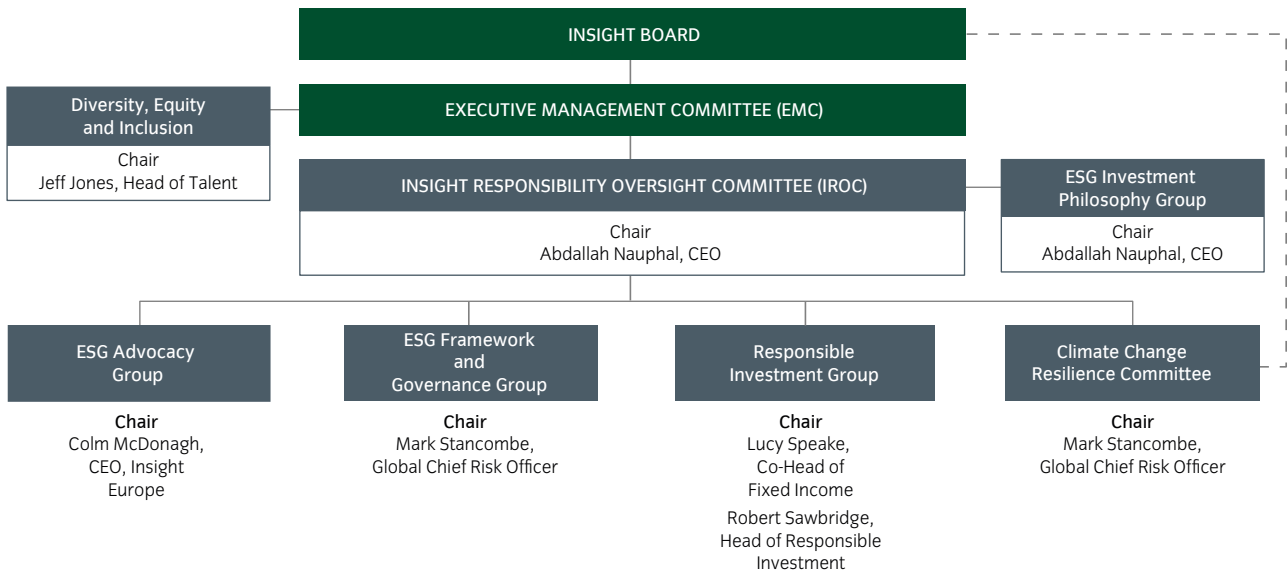 INSIGHT BOARD
Diversity, Equity
and Inclusion
Chair
Jeff Jones, Head of Talent
EXECUTIVE MANAGEMENT COMMITTEE (EMC)
INSIGHT RESPONSIBILITY OVERSIGHT COMMITTEE (IROC)
Chair
Abdallah Nauphal, CEO
ESG Investment
Philosophy Group
Chair
Abdallah Nauphal, CEO
ESG Advocacy
Group
Chair
Colm McDonagh,
CEO, Insight
Europe
ESG Framework
and
Governance Group
Chair
Mark Stancombe,
Global Chief Risk Officer
Responsible
Investment Group
Chair
Lucy Speake,
Co-Head of
Fixed Income
Robert Sawbridge,
Head of Responsible
Investment
Climate Change
Resilience Committee
Chair
Mark Stancombe,
Global Chief Risk Officer